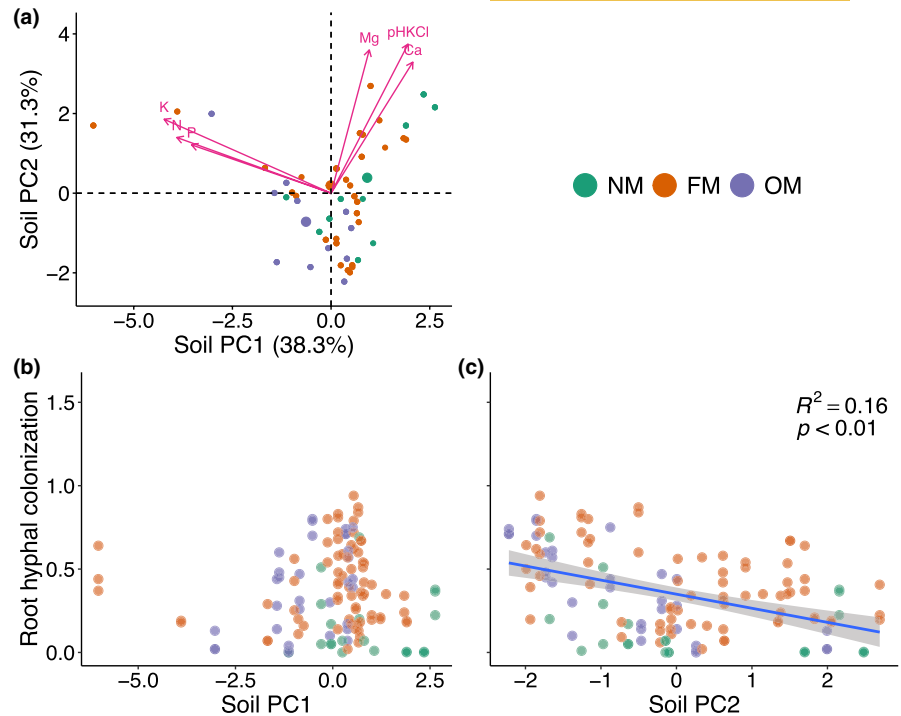 (a)
4
2
0
−2
Soil PC2 (31.3%)
K
N
P
Mg
pHKCl
Ca
−5.0 −2.5 0.0 2.5
Soil PC1 (38.3%)
NM FM OM
(b)
1.5
1.0
0.5
0.0
Root hyphal colonization
−5.0 −2.5 0.0 2.5
Soil PC1
(c)
R² = 0.16
p < 0.01
−2 −1 0 1 2
Soil PC2